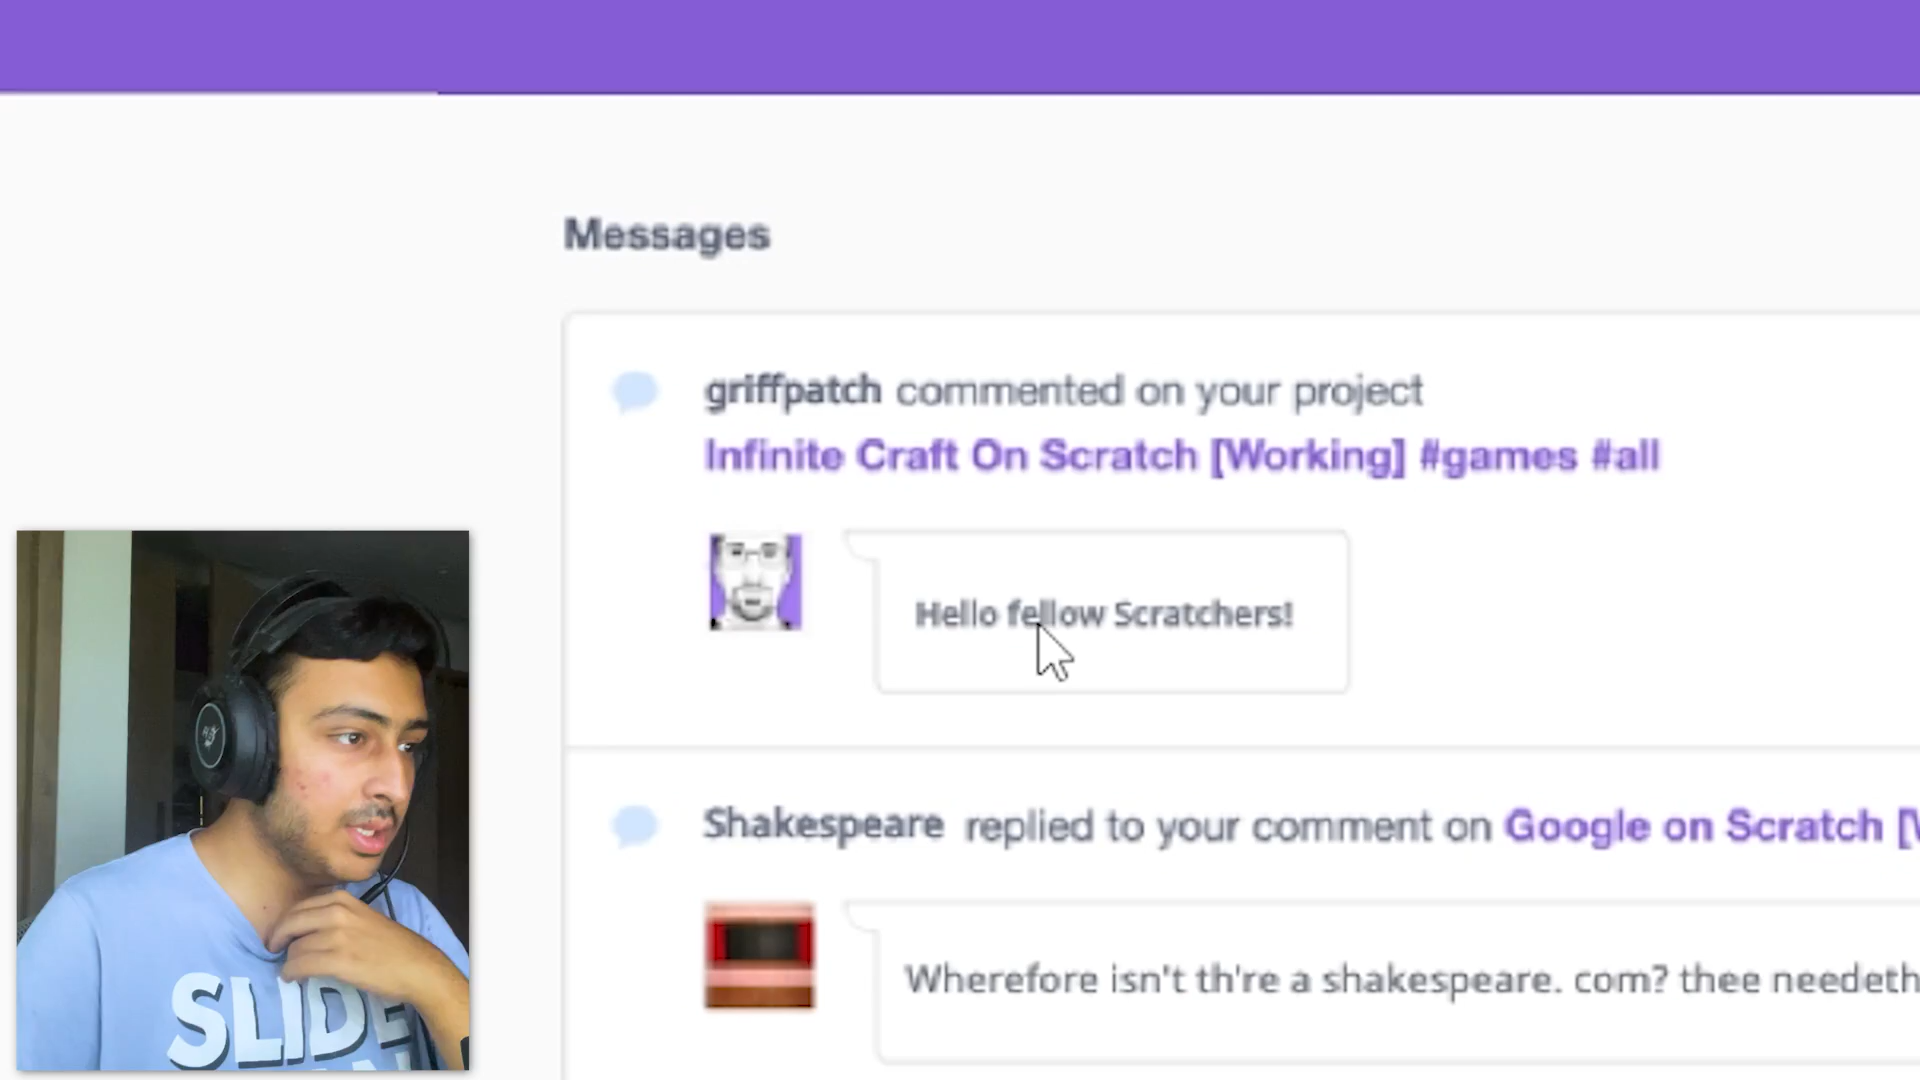 Messages
griffpatch commented on your project
Infinite Craft On Scratch [Working] #games #all
Hello fellow Scratchers!
Shakespeare replied to your comment on Google on Scratch [
Wherefore isn't th're a shakespeare. com? thee needeth
SLIDE